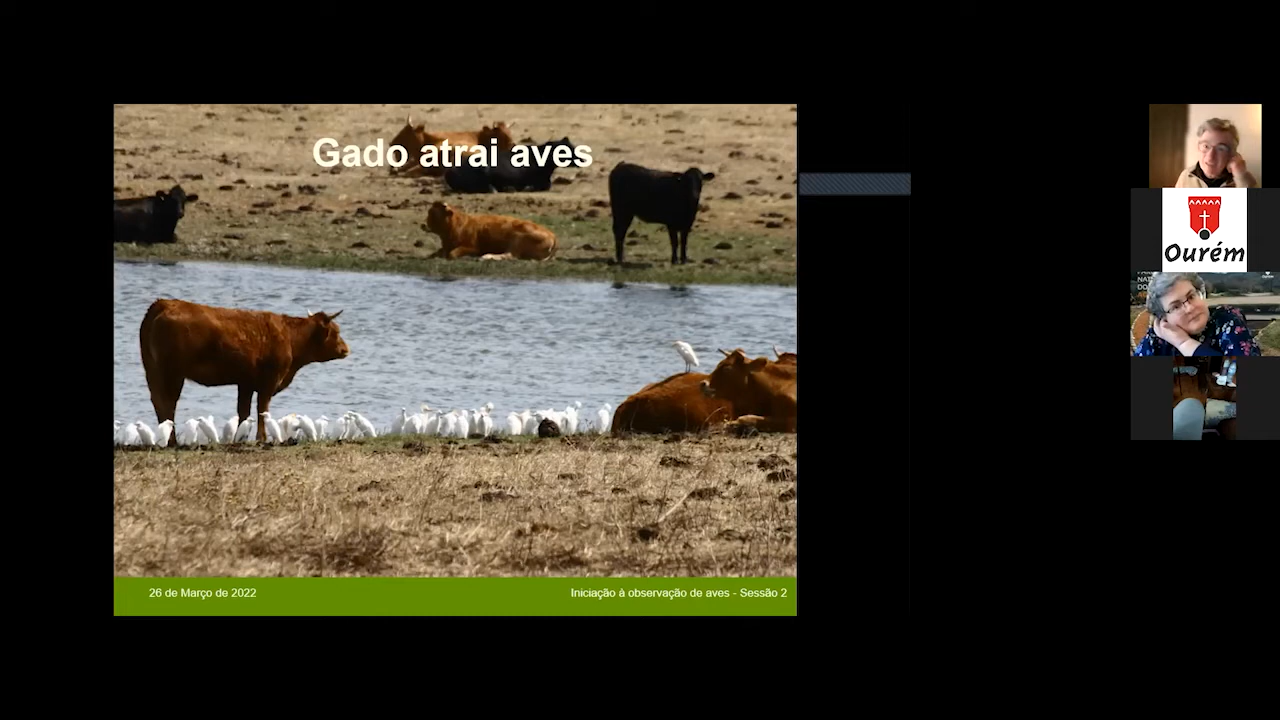 Gado atrai aves
26 de Março de 2022
Iniciação à observação de aves - Sessão 2
Ourém